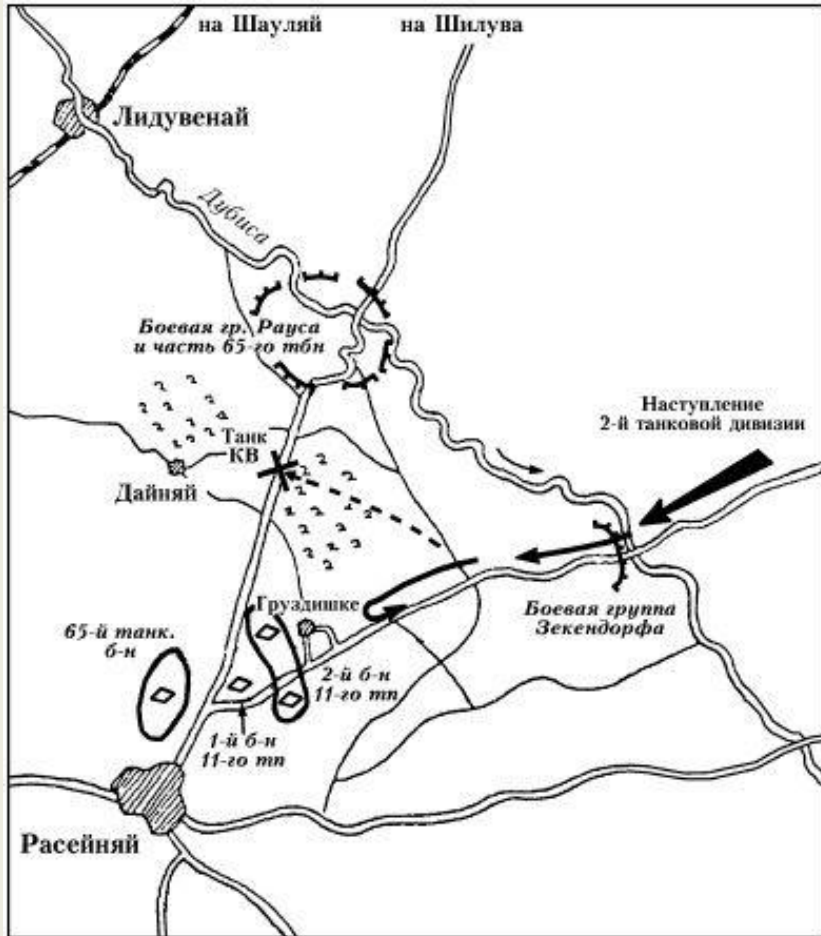 на Шауляй
на Шилува
Лидувенай
Дубиса
Боевая гр. Рауса
и часть 65-го тбн
Наступление
2-й танковой дивизии
Танк
КВ
Дайняй
Груздишке
Боевая группа
Зекендорфа
65-й танк.
б-н
2-й б-н
11-го тп
1-й б-н
11-го тп
Расейняй